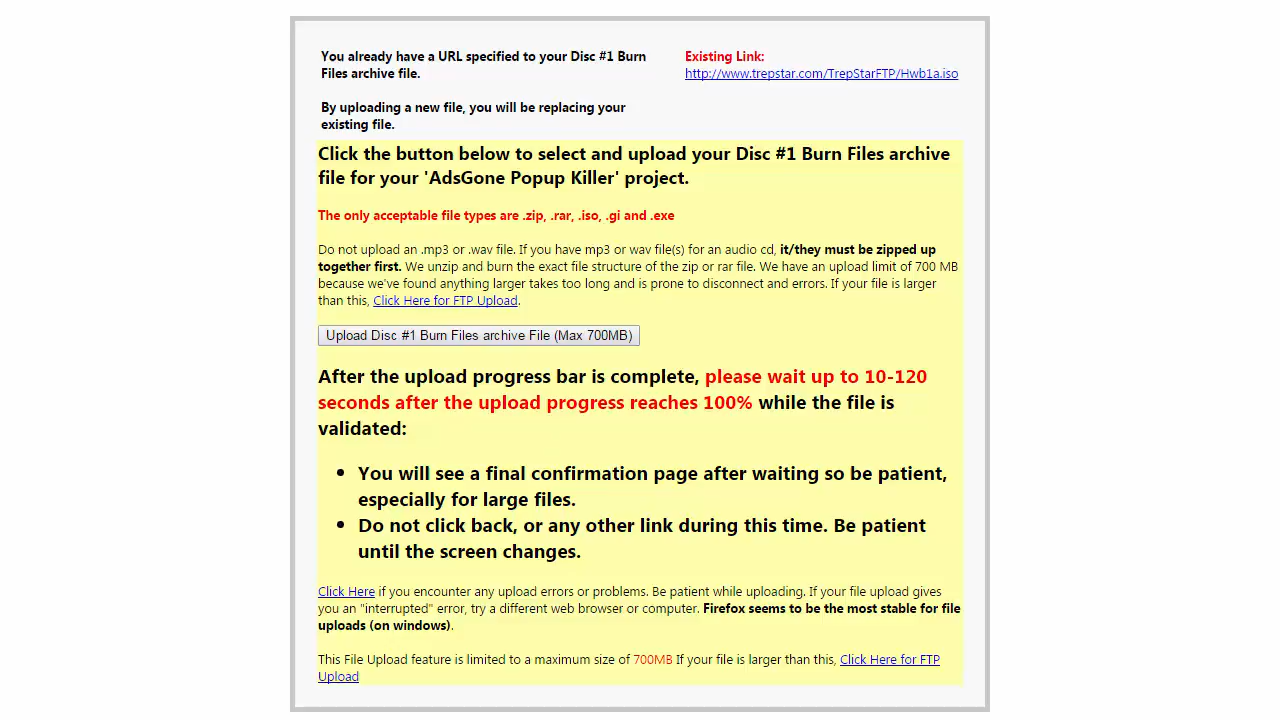 You already have a URL specified to your Disc #1 Burn
Files archive file.
Existing Link:
http://www.trepstar.com/TrepStarFTP/Hwb1a.iso
By uploading a new file, you will be replacing your
existing file.
Click the button below to select and upload your Disc #1 Burn Files archive
file for your 'AdsGone Popup Killer' project.
The only acceptable file types are .zip, .rar, .iso, .gi and .exe
Do not upload an .mp3 or .wav file. If you have mp3 or wav file(s) for an audio cd, it/they must be zipped up
together first. We unzip and burn the exact file structure of the zip or rar file. We have an upload limit of 700 MB
because we've found anything larger takes too long and is prone to disconnect and errors. If your file is larger
than this, Click Here for FTP Upload.
Upload Disc #1 Burn Files archive File (Max 700MB)
After the upload progress bar is complete, please wait up to 10-120
seconds after the upload progress reaches 100% while the file is
validated:
• You will see a final confirmation page after waiting so be patient,
especially for large files.
• Do not click back, or any other link during this time. Be patient
until the screen changes.
Click Here if you encounter any upload errors or problems. Be patient while uploading. If your file upload gives
you an "interrupted" error, try a different web browser or computer. Firefox seems to be the most stable for file
uploads (on windows).
This File Upload feature is limited to a maximum size of 700MB If your file is larger than this, Click Here for FTP
Upload